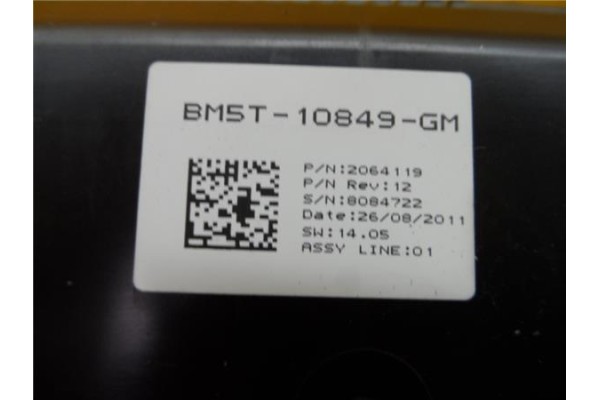 BM5T-10849-GM
P/N:2064119
P/N Rev:12
S/N:8084722
Date:26/08/2011
SW:14.05
ASSY LINE:01